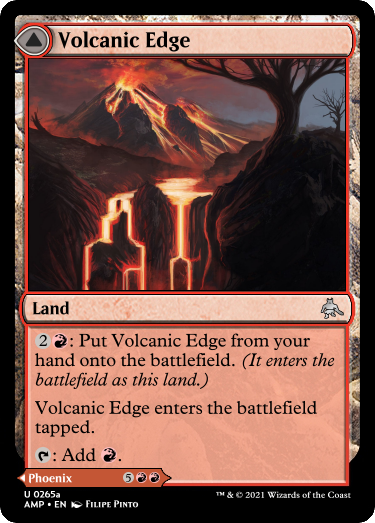 Volcanic Edge
Land
2R: Put Volcanic Edge from your
hand onto the battlefield. (It enters the
battlefield as this land.)
Volcanic Edge enters the battlefield
tapped.
: Add .
Phoenix 5
U 0265a
AMP • EN FILIPE PINTO
™ & © 2021 Wizards of the Coast